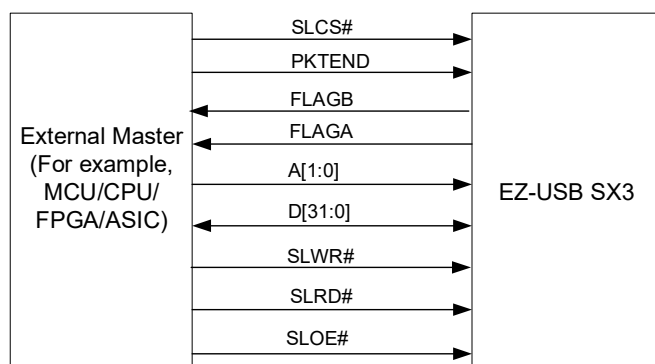 SLCS#
PKTEND
FLAGB
FLAGA
External Master
(For example,
MCU/CPU/
FPGA/ASIC)
A[1:0]
EZ-USB SX3
D[31:0]
SLWR#
SLRD#
SLOE#